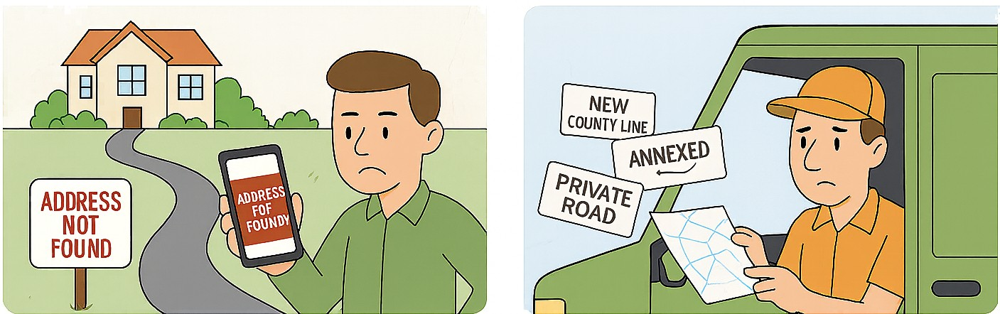 ADDRESS
NOT
FOUND
ADDRESS
FOF
FOUNDY
NEW
COUNTY LINE
ANNEXED
PRIVATE
ROAD